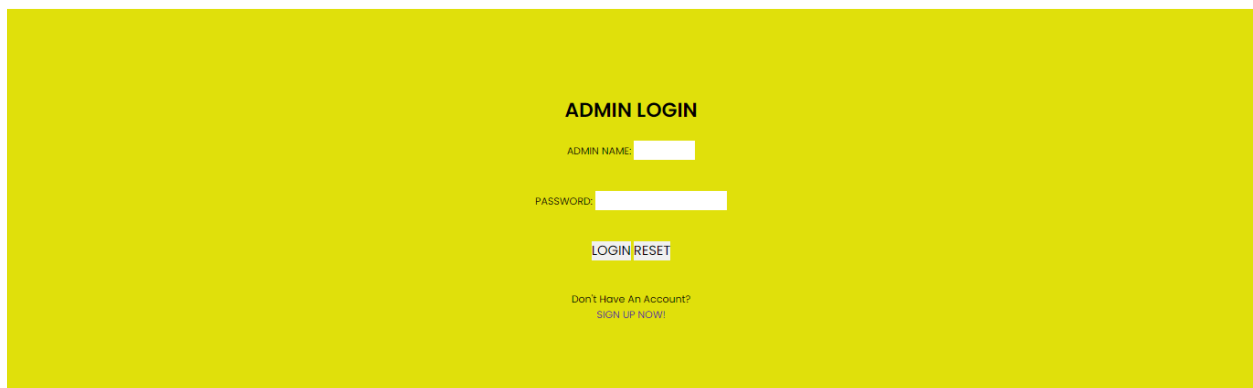 ADMIN LOGIN
ADMIN NAME:
PASSWORD:
LOGIN RESET
Don't Have An Account?
SIGN UP NOW!